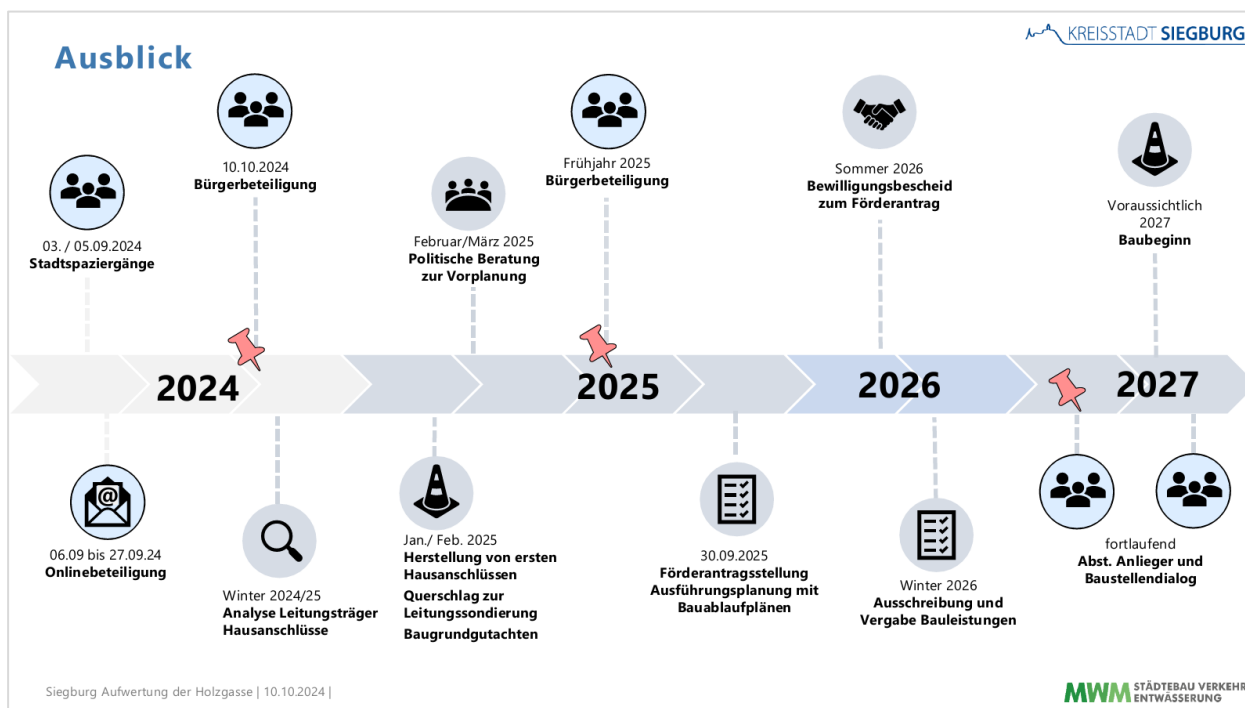 KREISSTADT SIEGBURG
Ausblick
03. / 05.09.2024
Stadtspaziergänge
10.10.2024
Bürgerbeteiligung
Februar/März 2025
Politische Beratung
zur Vorplanung
Frühjahr 2025
Bürgerbeteiligung
Sommer 2026
Bewilligungsbescheid
zum Förderantrag
Voraussichtlich
2027
Baubeginn
2024
2025
2026
2027
@
06.09 bis 27.09.24
Onlinebeteiligung
Winter 2024/25
Analyse Leitungsträger
Hausanschlüsse
Jan./ Feb. 2025
Herstellung von ersten
Hausanschlüssen
Querschlag zur
Leitungssondierung
Baugrundgutachten
30.09.2025
Förderantragsstellung
Ausführungsplanung mit
Bauablaufplänen
Winter 2026
Ausschreibung und
Vergabe Bauleistungen
fortlaufend
Abst. Anlieger und
Baustellendialog
Siegburg Aufwertung der Holzgasse | 10.10.2024 |
MWM STÄDTEBAU VERKEHR
ENTWÄSSERUNG